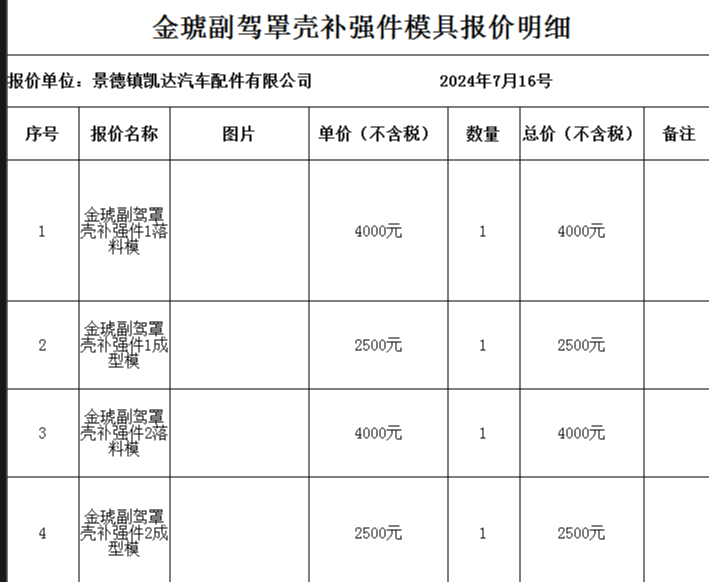 金琥副驾罩壳补强件模具报价明细
报价单位：景德镇凯达汽车配件有限公司 2024年7月16号
序号 报价名称 图片 单价（不含税） 数量 总价（不含税） 备注
1 金琥副驾罩壳补强件1落料模 4000元 1 4000元
2 金琥副驾罩壳补强件1成型模 2500元 1 2500元
3 金琥副驾罩壳补强件2落料模 4000元 1 4000元
4 金琥副驾罩壳补强件2成型模 2500元 1 2500元